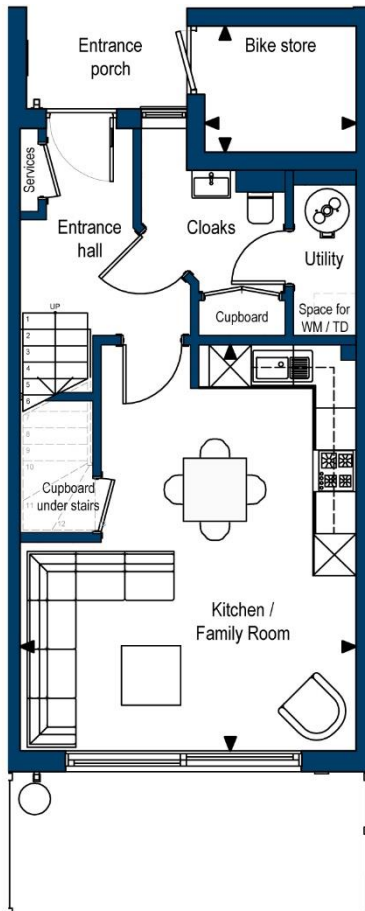 Entrance
porch
Bike store
Services
Entrance
hall
Cloaks
Utility
UP
1
2
3
4
5
6
Cupboard
Space for
WM / TD
8
9
10
11
12
Cupboard
under stairs
Kitchen /
Family Room